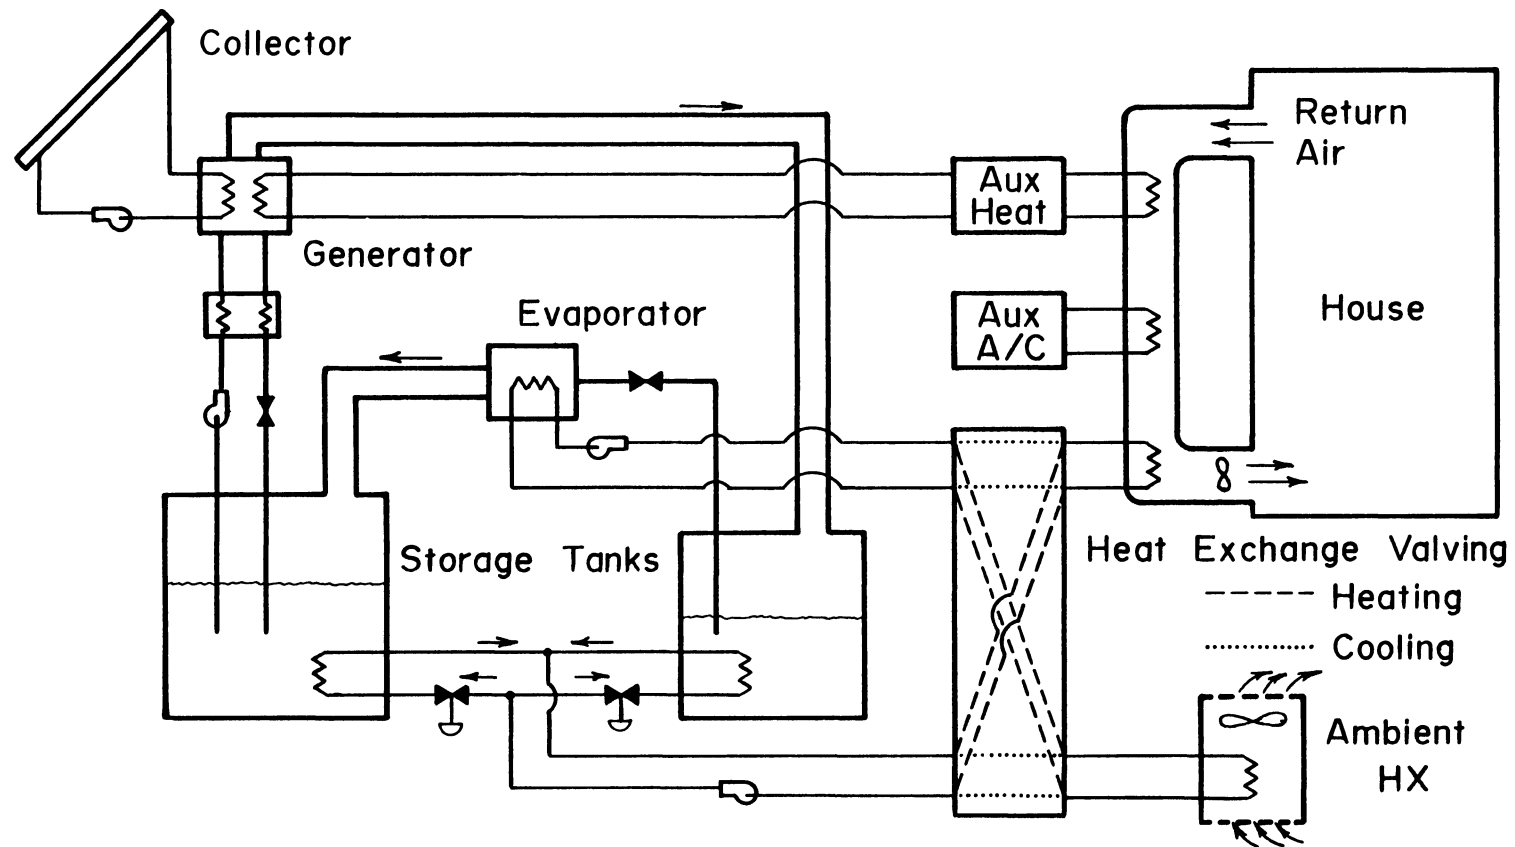 Collector
Return
Air
Aux
Heat
Generator
Evaporator
Aux
A/C
House
Storage Tanks
Heat Exchange Valving
Heating
Cooling
Ambient
HX